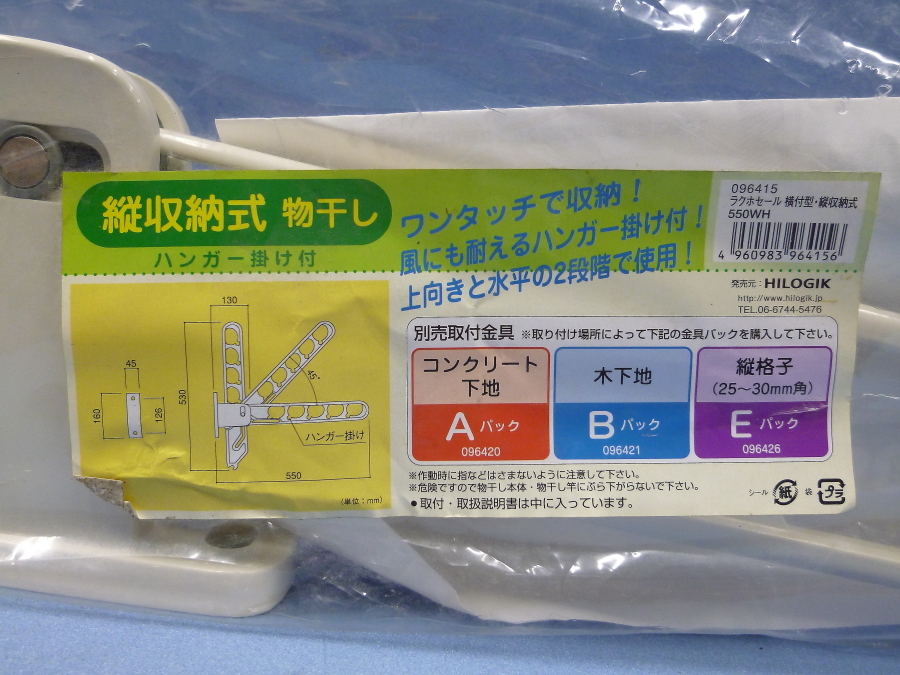 縦収納式 物干し
ハンガー掛け付
ワンタッチで収納！
風にも耐えるハンガー掛け付！
上向きと水平の2段階で使用！
096415
ラクホセール 横付型・縦収納式
550WH
4 960983 964156
発売元：HILOGIK
http://www.hilogik.jp
TEL.06-6744-5476
130
45
160
126
530
45°
ハンガー掛け
550
(単位：mm)
別売取付金具 ※取り付け場所によって下記の金具パックを購入して下さい。
コンクリート
下地
Aパック
096420
木下地
Bパック
096421
縦格子
(25〜30mm角)
Eパック
096426
※作動時に指などはさまないように注意して下さい。
※危険ですので物干し本体・物干し竿にぶら下がらないで下さい。
●取付・取扱説明書は中に入っています。
シール 紙 袋 プラ